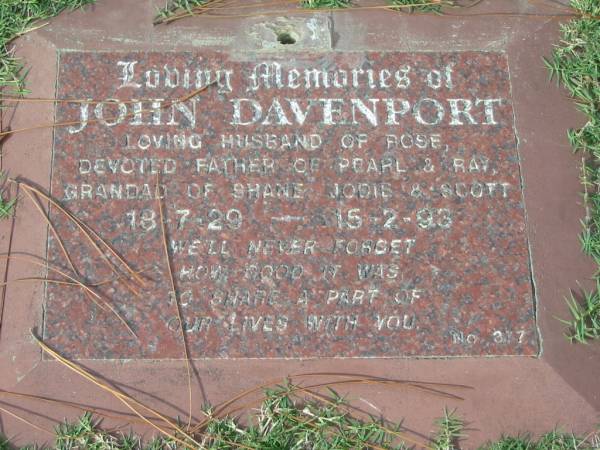 Loving Memories of
JOHN DAVENPORT
LOVING HUSBAND OF ROSE,
DEVOTED FATHER OF PEARL & RAY,
GRANDAD OF SHANE, JODIE & SCOTT
18-7-29 — 15-2-93
WE'LL NEVER FORGET
HOW GOOD IT WAS
TO SHARE A PART OF
OUR LIVES WITH YOU.
No. 377